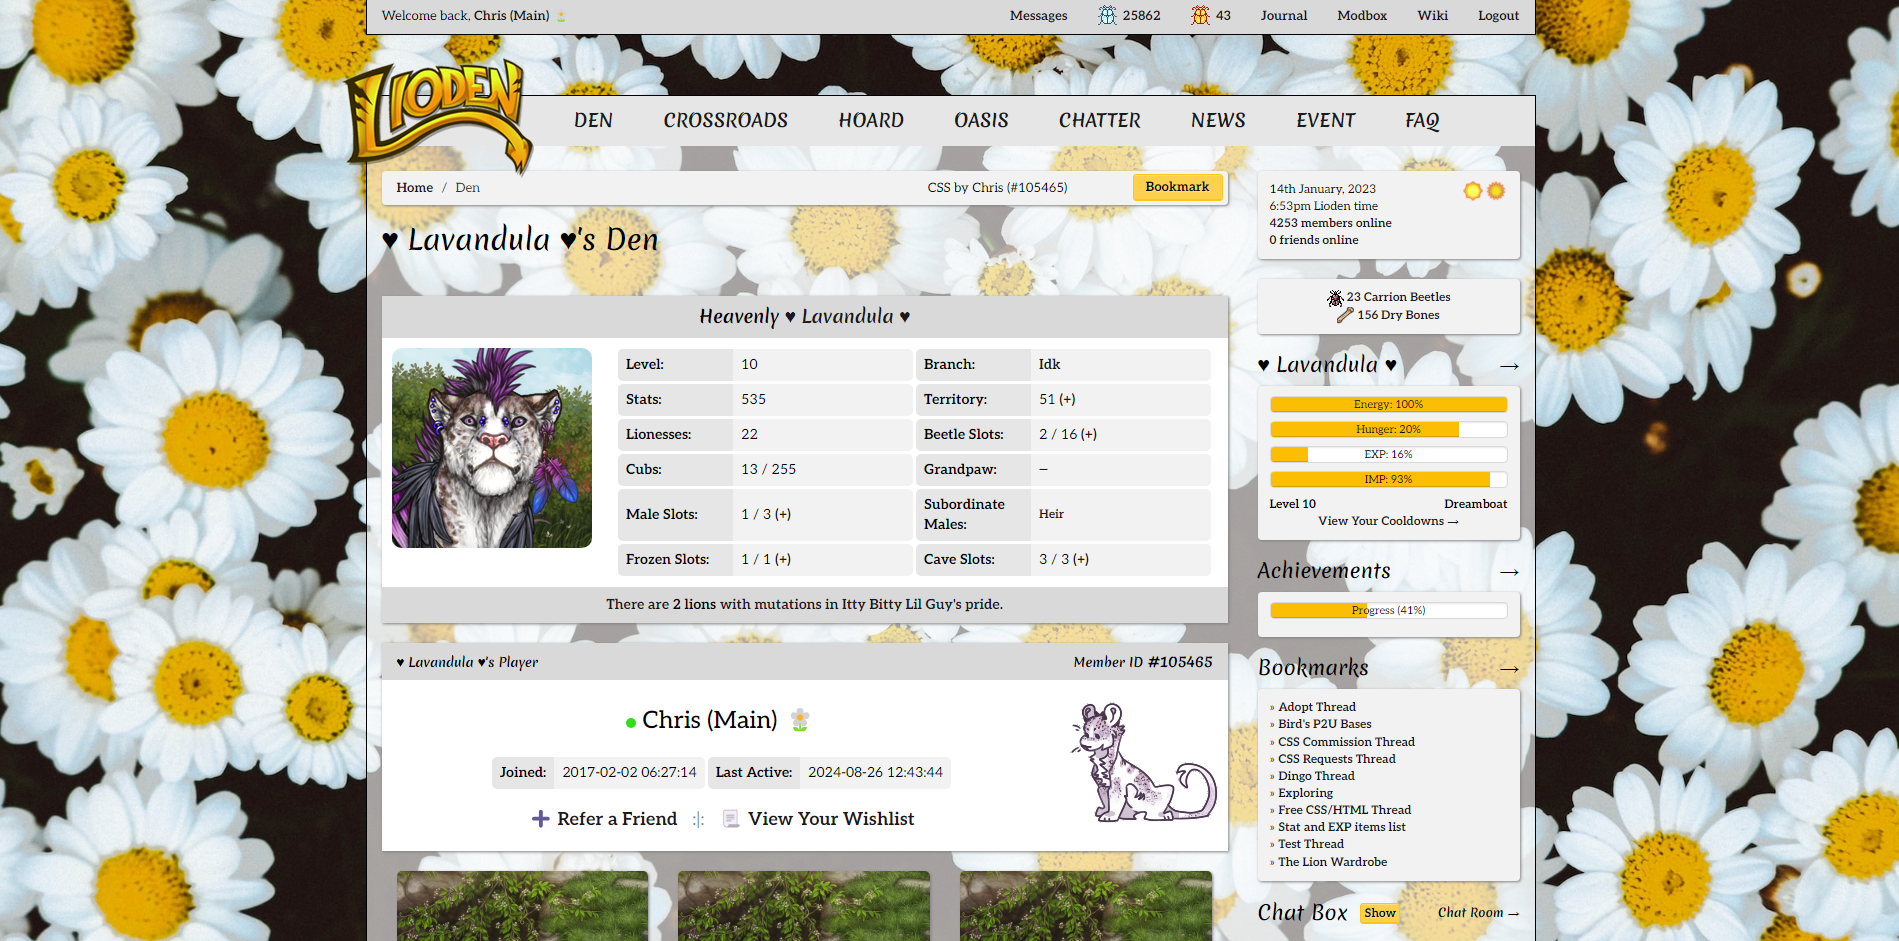 Welcome back, Chris (Main)
Messages 25862 43 Journal Modbox Wiki Logout
LIODEN
DEN CROSSROADS HOARD OASIS CHATTER NEWS EVENT FAQ
Home / Den CSS by Chris (#105465) Bookmark
♥ Lavandula ♥'s Den
Heavenly ♥ Lavandula ♥
Level: 10 Branch: Idk
Stats: 535 Territory: 51 (+)
Lionesses: 22 Beetle Slots: 2 / 16 (+)
Cubs: 13 / 255 Grandpaw: —
Male Slots: 1 / 3 (+) Subordinate Males: Heir
Frozen Slots: 1 / 1 (+) Cave Slots: 3 / 3 (+)
There are 2 lions with mutations in Itty Bitty Lil Guy's pride.
♥ Lavandula ♥'s Player Member ID #105465
Chris (Main)
Joined: 2017-02-02 06:27:14 Last Active: 2024-08-26 12:43:44
Refer a Friend :|: View Your Wishlist
14th January, 2023
6:53pm Lioden time
4253 members online
0 friends online
23 Carrion Beetles
156 Dry Bones
♥ Lavandula ♥ →
Energy: 100%
Hunger: 20%
EXP: 16%
IMP: 93%
Level 10 Dreamboat
View Your Cooldowns →
Achievements →
Progress (41%)
Bookmarks →
» Adopt Thread
» Bird's P2U Bases
» CSS Commission Thread
» CSS Requests Thread
» Dingo Thread
» Exploring
» Free CSS/HTML Thread
» Stat and EXP items list
» Test Thread
» The Lion Wardrobe
Chat Box Show Chat Room →